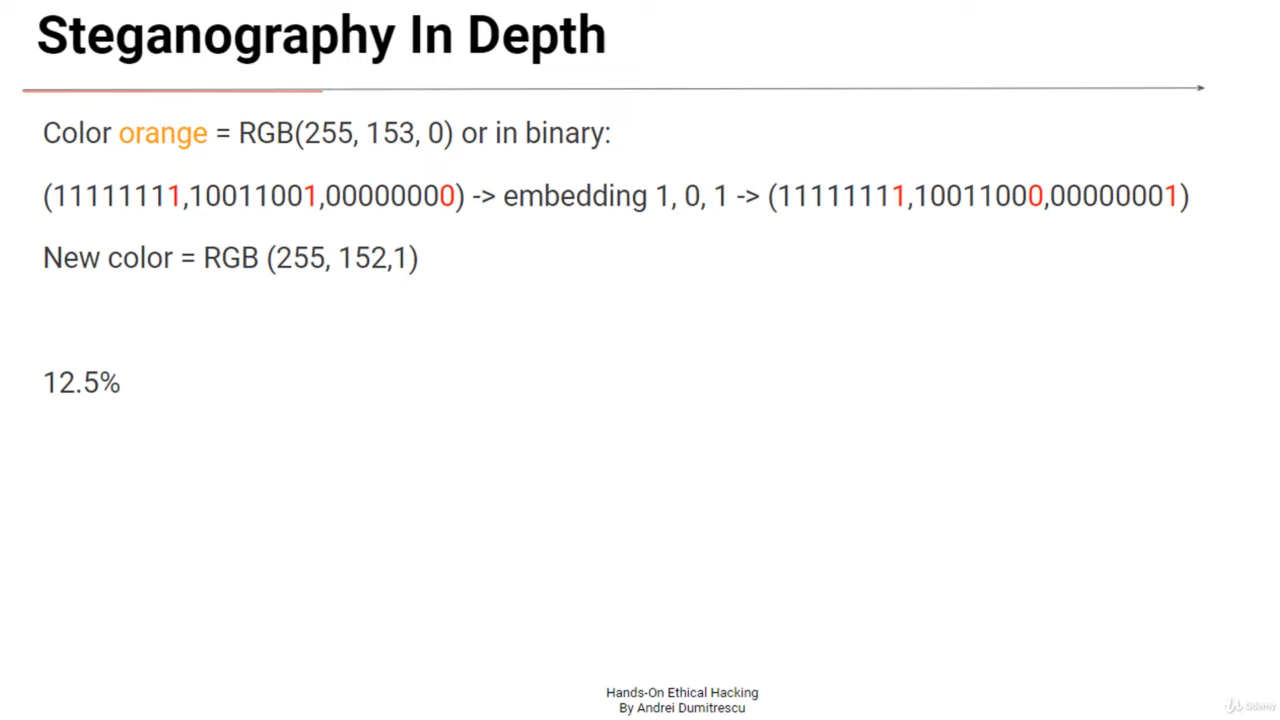 Steganography In Depth
Color orange = RGB(255, 153, 0) or in binary:
(11111111,10011001,00000000) -> embedding 1, 0, 1 -> (11111111,10011000,00000001)
New color = RGB (255, 152,1)
12.5%
Hands-On Ethical Hacking
By Andrei Dumitrescu
Udemy